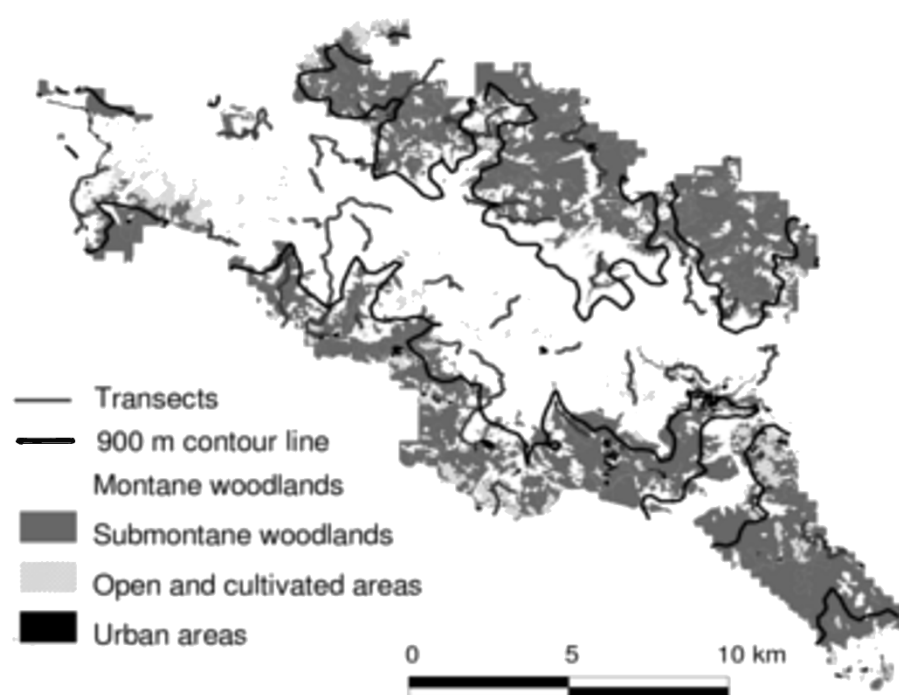 Transects
900 m contour line
Montane woodlands
Submontane woodlands
Open and cultivated areas
Urban areas
0 5 10 km